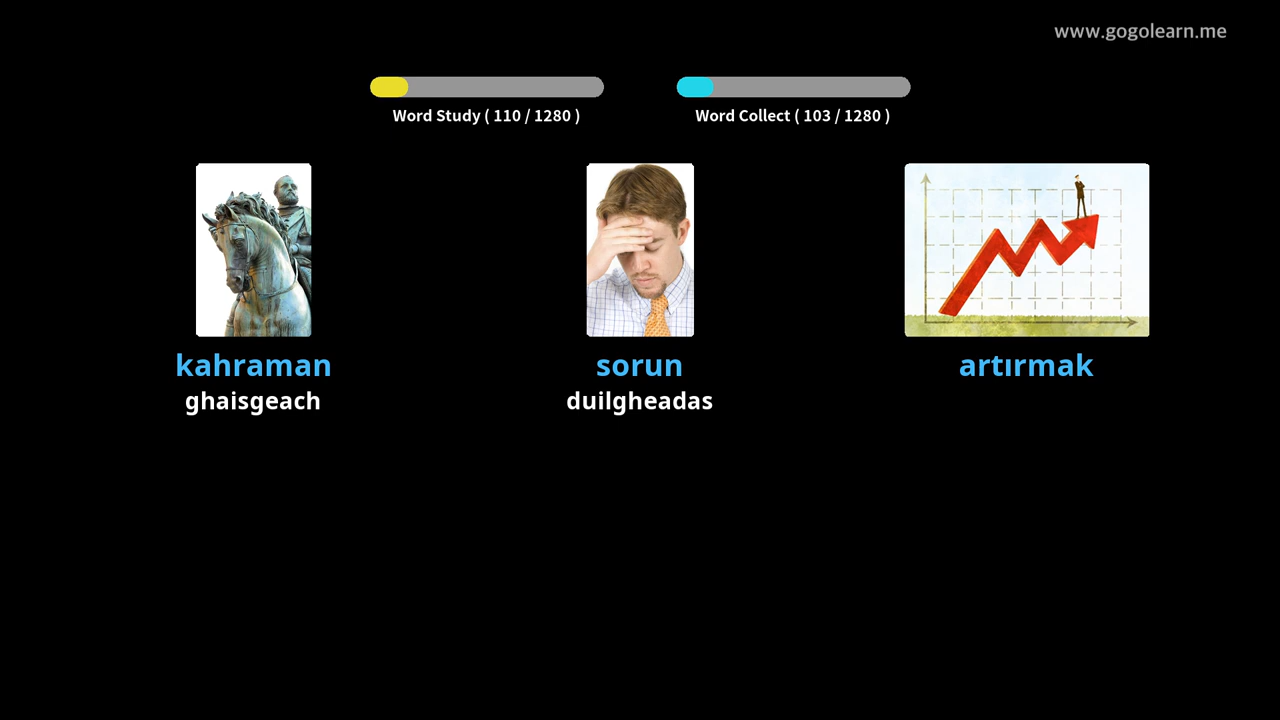 www.gogolearn.me
Word Study ( 110 / 1280 )
Word Collect ( 103 / 1280 )
kahraman
ghaisgeach
sorun
duilgheadas
artırmak